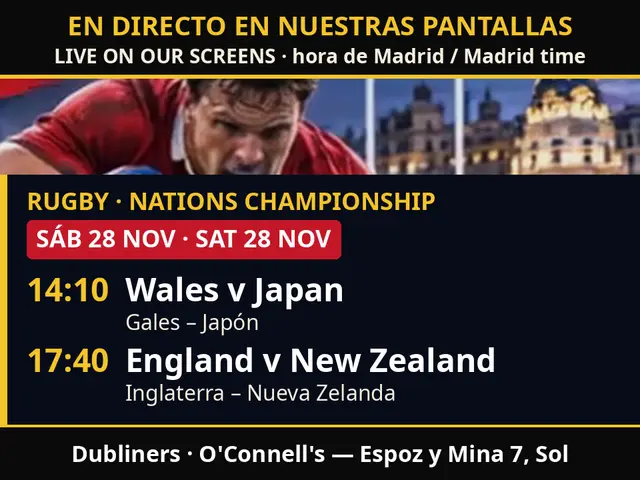 EN DIRECTO EN NUESTRAS PANTALLAS
LIVE ON OUR SCREENS · hora de Madrid / Madrid time
RUGBY · NATIONS CHAMPIONSHIP
SÁB 28 NOV · SAT 28 NOV
14:10 Wales v Japan
Gales – Japón
17:40 England v New Zealand
Inglaterra – Nueva Zelanda
Dubliners · O'Connell's — Espoz y Mina 7, Sol